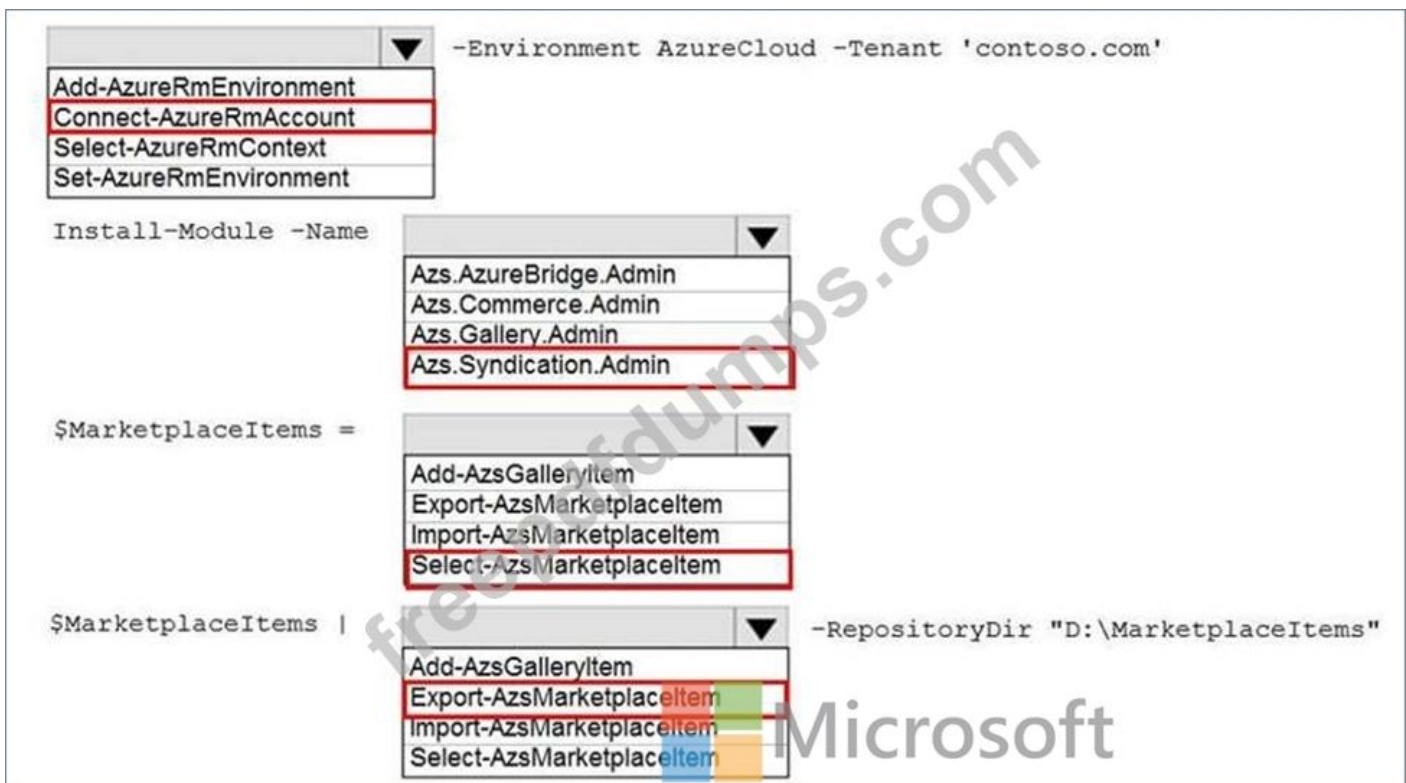 -Environment AzureCloud -Tenant 'contoso.com'
Add-AzureRmEnvironment
Connect-AzureRmAccount
Select-AzureRmContext
Set-AzureRmEnvironment
Install-Module -Name
Azs.AzureBridge.Admin
Azs.Commerce.Admin
Azs.Gallery.Admin
Azs.Syndication.Admin
$MarketplaceItems =
Add-AzsGalleryItem
Export-AzsMarketplaceItem
Import-AzsMarketplaceItem
Select-AzsMarketplaceItem
$MarketplaceItems |
-RepositoryDir "D:\MarketplaceItems"
Add-AzsGalleryItem
Export-AzsMarketplaceItem
Import-AzsMarketplaceItem
Select-AzsMarketplaceItem
freepdfdumps.com
Microsoft